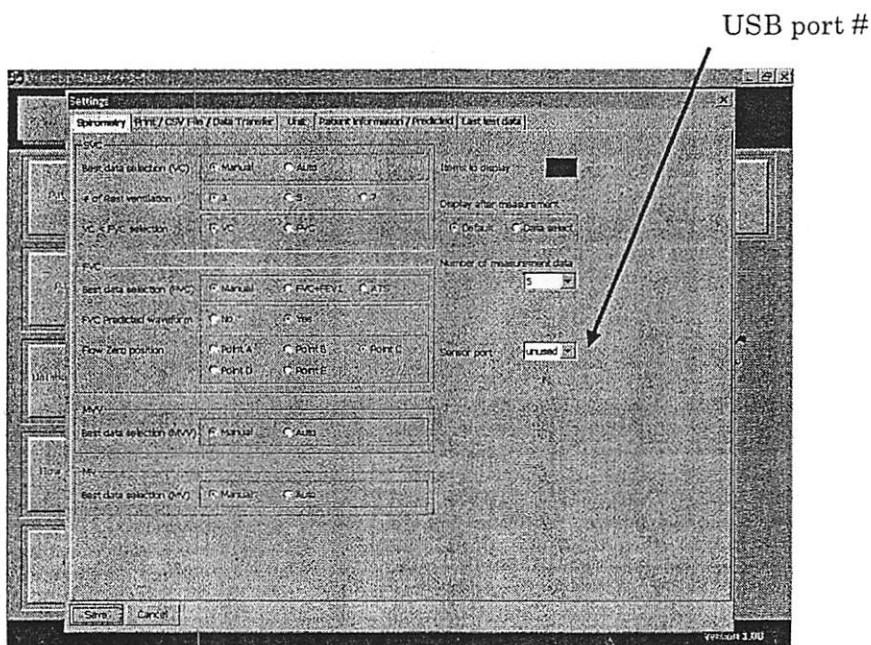 USB port #
Settings
Spirometry Print / CSV File / Data Transfer Unit Patient Information / Predicted Last test data
SVC
Best data selection (VC) Manual Auto
# of Rest ventilation 3 5 7
VC < FVC selection VC FVC
Items to display
Display after measurement
Default Data select
FVC
Best data selection (FVC) Manual FVC+FEV1 ATS
FVC Predicted waveform No Yes
Flow Zero position Point A Point B Point C
Point D Point E
Number of measurement data
5
Sensor port unused
MVV
Best data selection (MVV) Manual Auto
MV
Best data selection (MV) Manual Auto
Save Cancel
Version 1.00